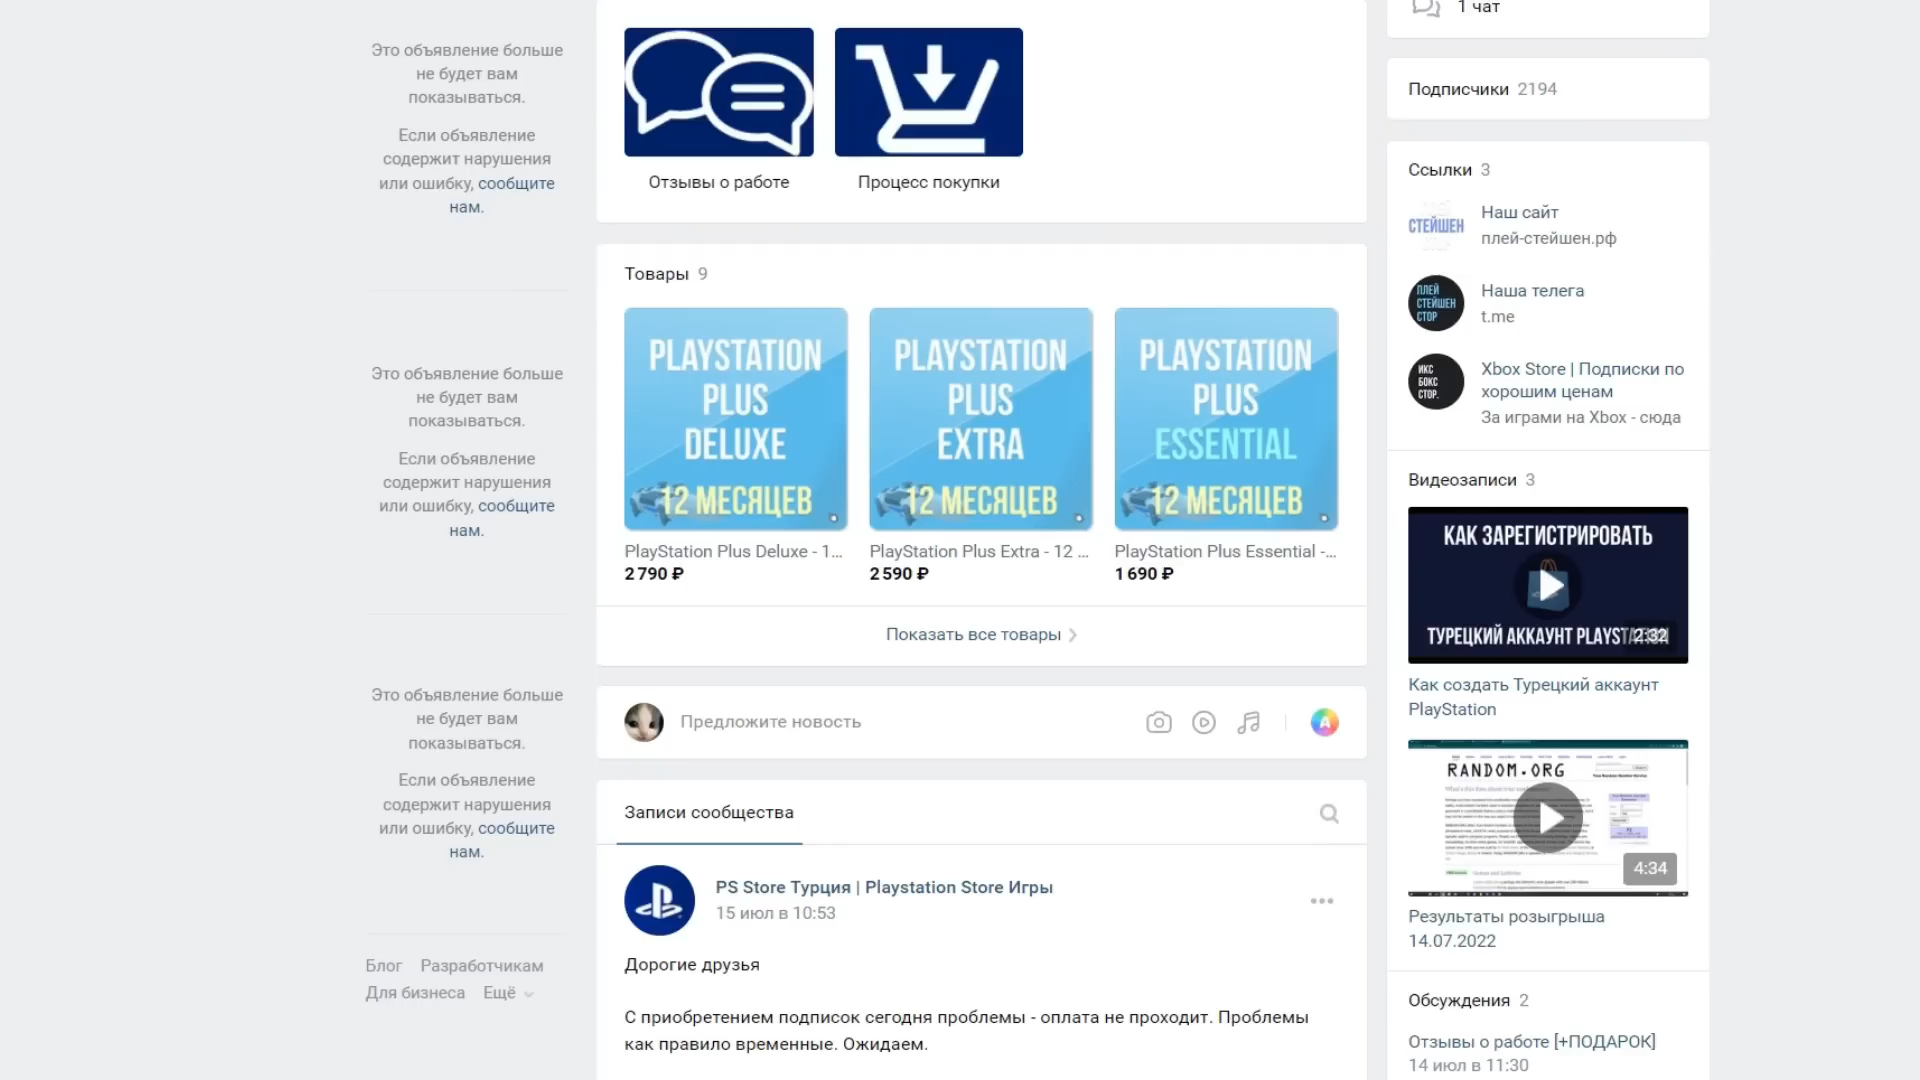 Это объявление больше
не будет вам
показываться.
Если объявление
содержит нарушения
или ошибку, сообщите
нам.
Это объявление больше
не будет вам
показываться.
Если объявление
содержит нарушения
или ошибку, сообщите
нам.
Это объявление больше
не будет вам
показываться.
Если объявление
содержит нарушения
или ошибку, сообщите
нам.
Блог Разработчикам
Для бизнеса Ещё
Отзывы о работе
Процесс покупки
Товары 9
PLAYSTATION
PLUS
DELUXE
12 МЕСЯЦЕВ
PlayStation Plus Deluxe - 1...
2 790 ₽
PLAYSTATION
PLUS
EXTRA
12 МЕСЯЦЕВ
PlayStation Plus Extra - 12 ...
2 590 ₽
PLAYSTATION
PLUS
ESSENTIAL
12 МЕСЯЦЕВ
PlayStation Plus Essential -...
1 690 ₽
Показать все товары
Предложите новость
Записи сообщества
PS Store Турция | Playstation Store Игры
15 июл в 10:53
Дорогие друзья
С приобретением подписок сегодня проблемы - оплата не проходит. Проблемы
как правило временные. Ожидаем.
1 чат
Подписчики 2194
Ссылки 3
СТЕЙШЕН
Наш сайт
плей-стейшен.рф
ПЛЕЙ
СТЕЙШЕН
СТОР
Наша телега
t.me
ИКС
БОКС
СТОР.
Xbox Store | Подписки по
хорошим ценам
За играми на Xbox - сюда
Видеозаписи 3
КАК ЗАРЕГИСТРИРОВАТЬ
ТУРЕЦКИЙ АККАУНТ PLAYSTATION
2:32
Как создать Турецкий аккаунт
PlayStation
RANDOM.ORG
4:34
Результаты розыгрыша
14.07.2022
Обсуждения 2
Отзывы о работе [+ПОДАРОК]
14 июл в 11:30